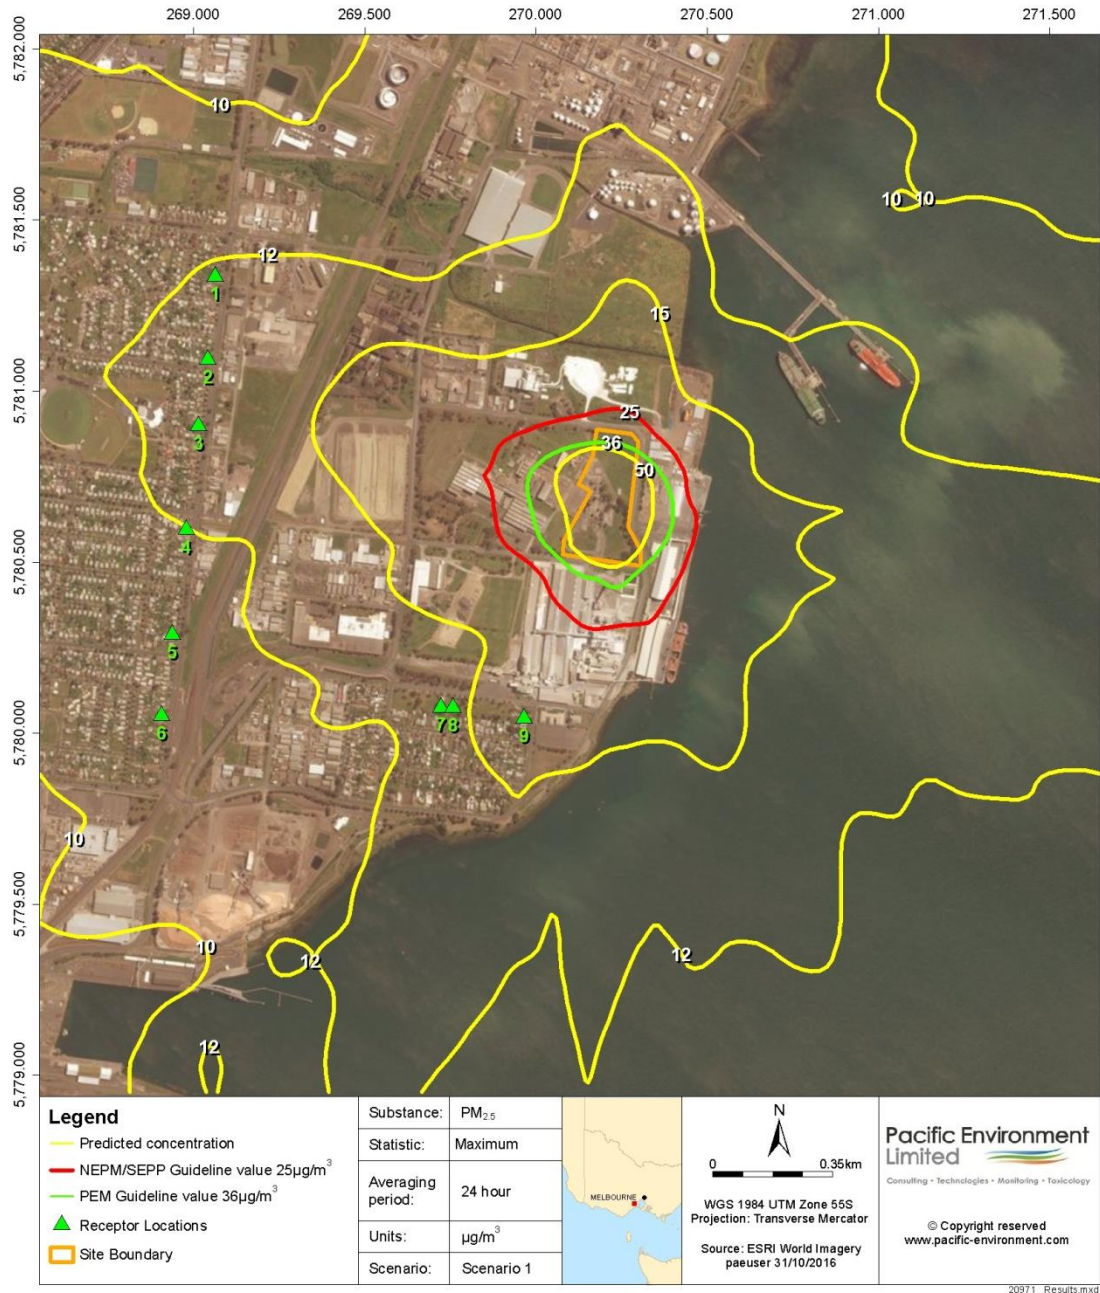 269.000 269.500 270.000 270.500 271.000 271.500
5,782.000
5,781.500
5,781.000
5,780.500
5,780.000
5,779.500
5,779.000
10
10
10
12
15
1
2
3
25
36
50
4
5
6
7
8
9
10
10
12
12
12
Legend
Predicted concentration
NEPM/SEPP Guideline value 25µg/m³
PEM Guideline value 36µg/m³
Receptor Locations
Site Boundary
Substance: PM2.5
Statistic: Maximum
Averaging period: 24 hour
Units: µg/m³
Scenario: Scenario 1
MELBOURNE
N
0 0.35km
WGS 1984 UTM Zone 55S
Projection: Transverse Mercator
Source: ESRI World Imagery
paeuser 31/10/2016
Pacific Environment
Limited
Consulting • Technologies • Monitoring • Toxicology
© Copyright reserved
www.pacific-environment.com
20971_Results.mxd